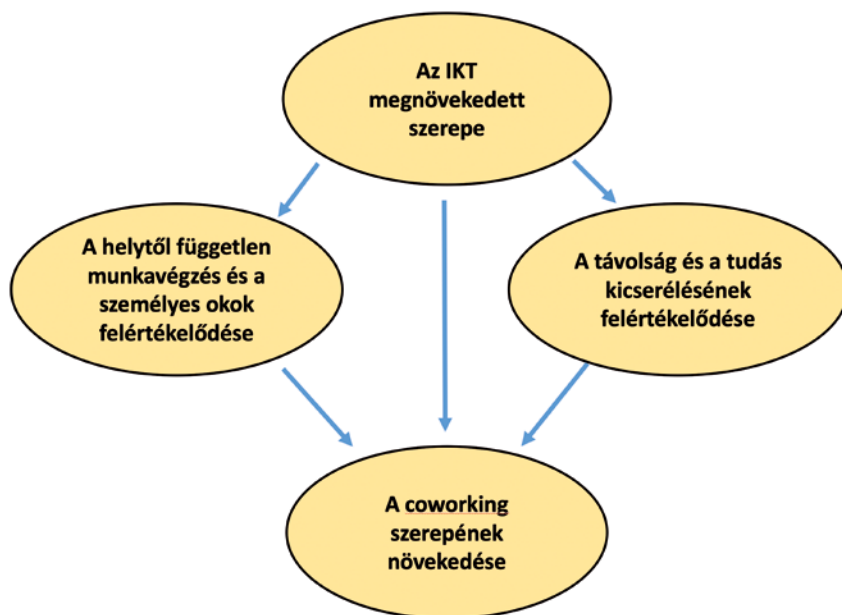 Az IKT
megnövekedett
szerepe
A helytől független
munkavégzés és a
személyes okok
felértékelődése
A távolság és a tudás
kicserélésének
felértékelődése
A coworking
szerepének
növekedése